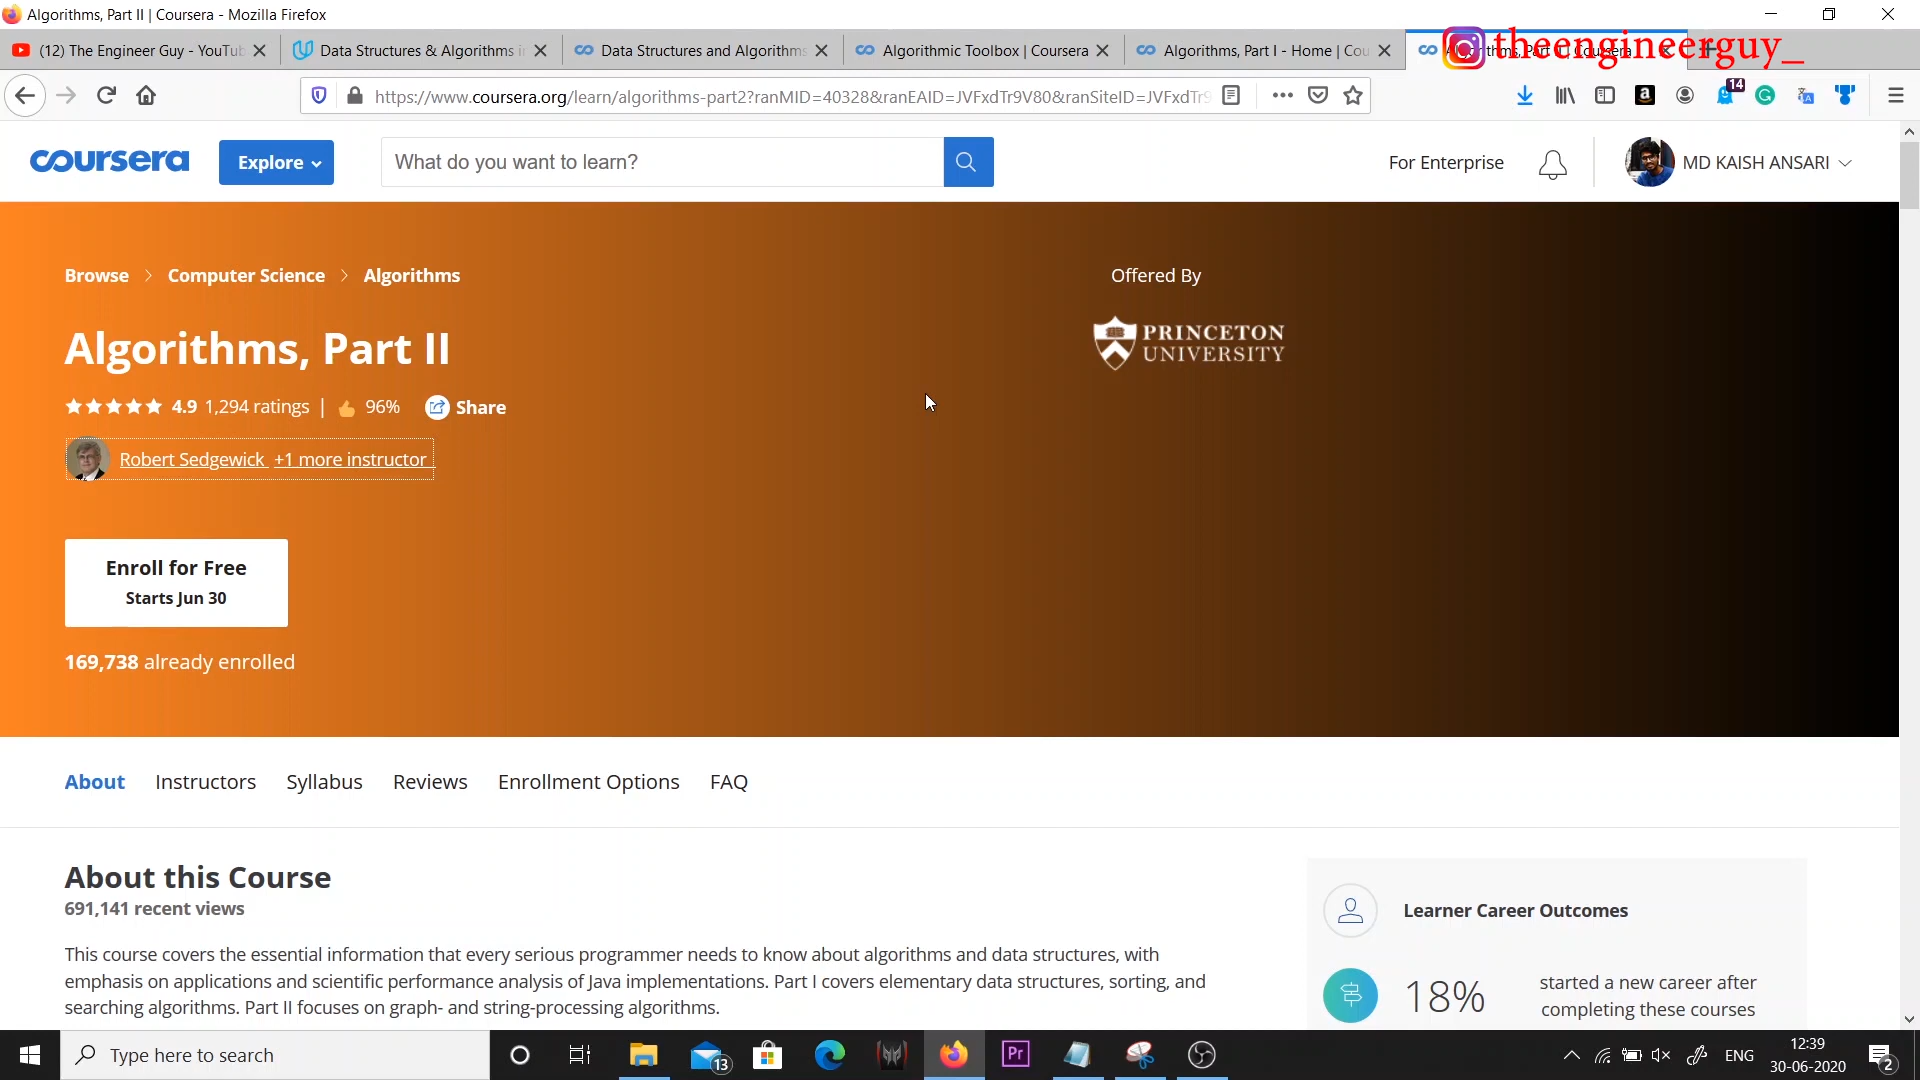 Algorithms, Part II | Coursera - Mozilla Firefox
(12) The Engineer Guy - YouTub
Data Structures & Algorithms i
Data Structures and Algorithms
Algorithmic Toolbox | Coursera
Algorithms, Part I - Home | Cou
theengineerguy_
https://www.coursera.org/learn/algorithms-part2?ranMID=40328&ranEAID=JVFxdTr9V80&ranSiteID=JVFxdTr9
14
coursera
Explore
What do you want to learn?
For Enterprise
MD KAISH ANSARI
Browse > Computer Science > Algorithms
Offered By
PRINCETON
UNIVERSITY
Algorithms, Part II
4.9 1,294 ratings | 96% Share
Robert Sedgewick +1 more instructor
Enroll for Free
Starts Jun 30
169,738 already enrolled
About Instructors Syllabus Reviews Enrollment Options FAQ
About this Course
691,141 recent views
This course covers the essential information that every serious programmer needs to know about algorithms and data structures, with
emphasis on applications and scientific performance analysis of Java implementations. Part I covers elementary data structures, sorting, and
searching algorithms. Part II focuses on graph- and string-processing algorithms.
Learner Career Outcomes
18%
started a new career after
completing these courses
Type here to search
13
Pr
ENG
12:39
30-06-2020
2